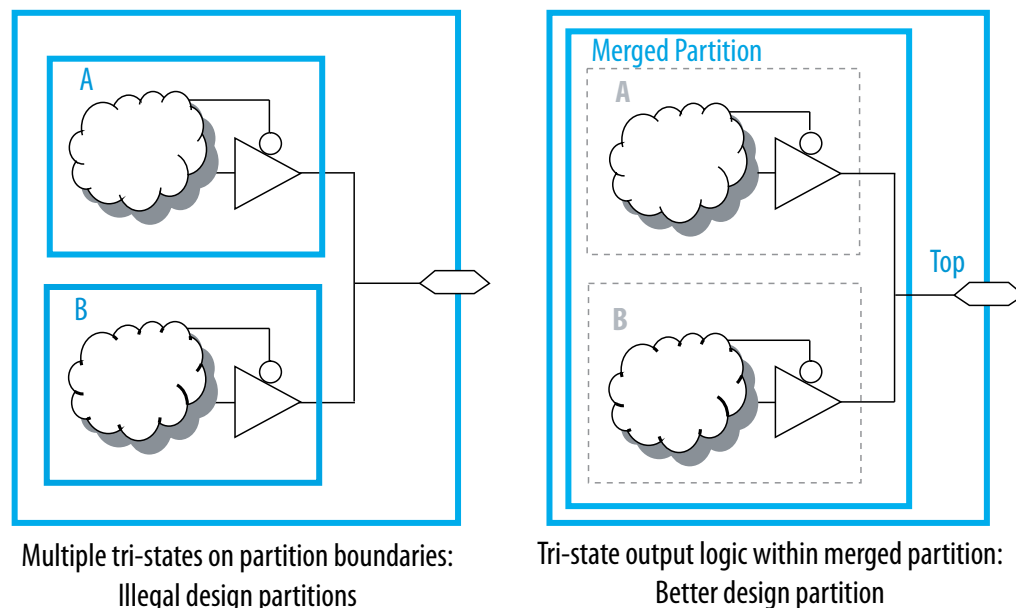 A
B
Multiple tri-states on partition boundaries:
Illegal design partitions
Merged Partition
A
B
Top
Tri-state output logic within merged partition:
Better design partition